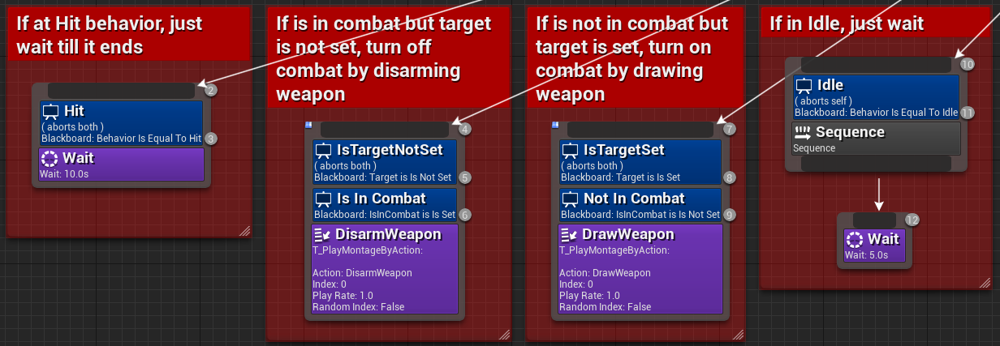 If at Hit behavior, just
wait till it ends
2
Hit
( aborts both )
Blackboard: Behavior Is Equal To Hit
3
Wait
Wait: 10.0s
If is in combat but target
is not set, turn off
combat by disarming
weapon
4
IsTargetNotSet
( aborts both )
Blackboard: Target is Is Not Set
5
Is In Combat
Blackboard: IsInCombat is Is Set
6
DisarmWeapon
T_PlayMontageByAction:
Action: DisarmWeapon
Index: 0
Play Rate: 1.0
Random Index: False
If is not in combat but
target is set, turn on
combat by drawing
weapon
7
IsTargetSet
( aborts both )
Blackboard: Target is Is Set
8
Not In Combat
Blackboard: IsInCombat is Is Not Set
9
DrawWeapon
T_PlayMontageByAction:
Action: DrawWeapon
Index: 0
Play Rate: 1.0
Random Index: False
If in Idle, just wait
10
Idle
( aborts self )
Blackboard: Behavior Is Equal To Idle
11
Sequence
Sequence
12
Wait
Wait: 5.0s